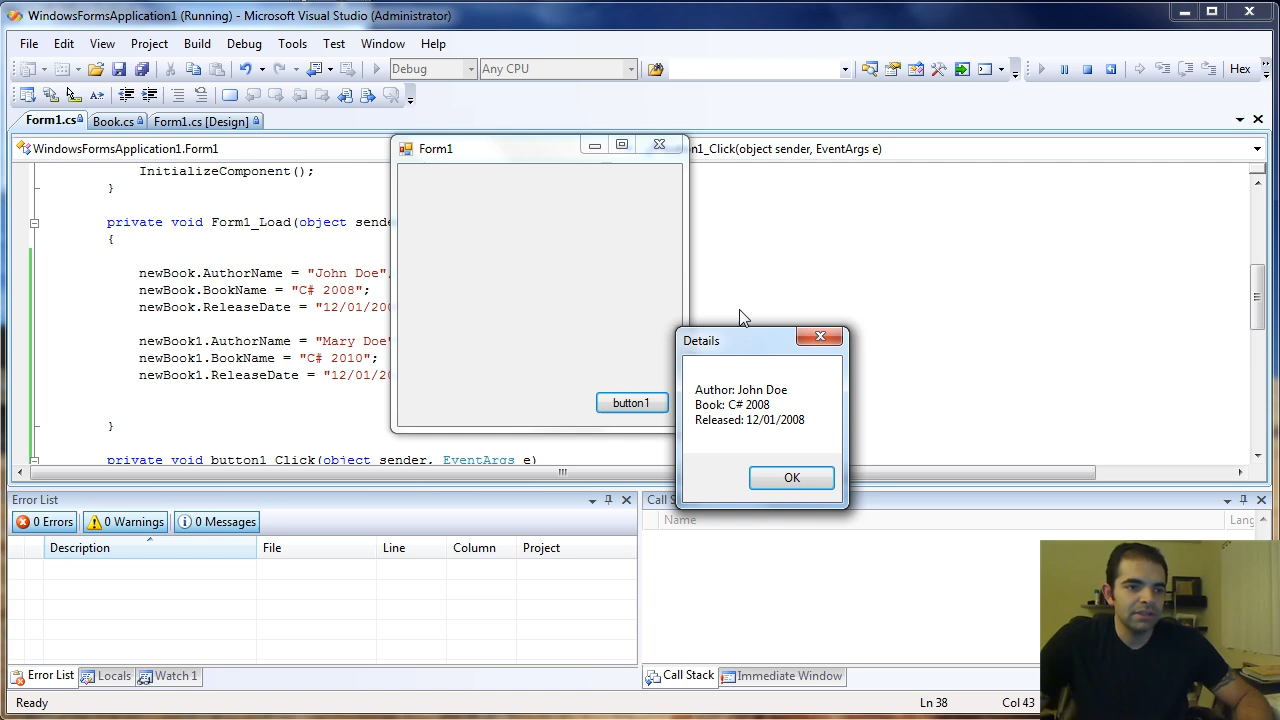 WindowsFormsApplication1 (Running) - Microsoft Visual Studio (Administrator)
File Edit View Project Build Debug Tools Test Window Help
Debug Any CPU Hex
Form1.cs Book.cs Form1.cs [Design]
WindowsFormsApplication1.Form1 n1_Click(object sender, EventArgs e)
Form1
InitializeComponent();
}
private void Form1_Load(object sende
{
newBook.AuthorName = "John Doe"
newBook.BookName = "C# 2008";
newBook.ReleaseDate = "12/01/200
newBook1.AuthorName = "Mary Doe"
newBook1.BookName = "C# 2010";
newBook1.ReleaseDate = "12/01/20
}
private void button1_Click(object sender, EventArgs e)
button1
Details
Author: John Doe
Book: C# 2008
Released: 12/01/2008
OK
Error List
0 Errors 0 Warnings 0 Messages
Description File Line Column Project
Call S
Name Lang
Error List Locals Watch 1
Call Stack Immediate Window
Ready Ln 38 Col 43